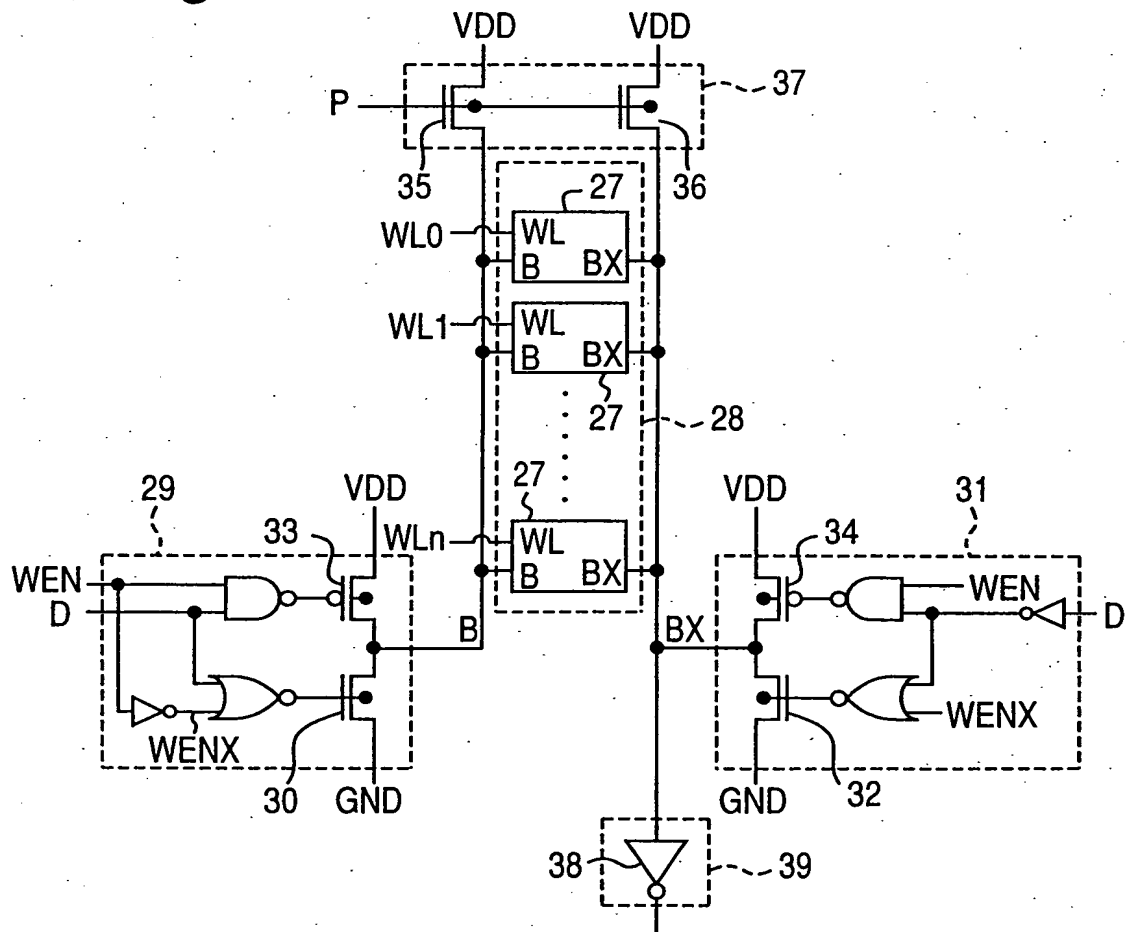 VDD VDD
P
37
35 36
27
WL0 WL
B BX
WL1 WL
B BX
27
28
27
29 VDD VDD 31
33 WLn WL 34
B BX
WEN WEN
D D
B BX
WENX WENX
30 GND GND 32
38 39